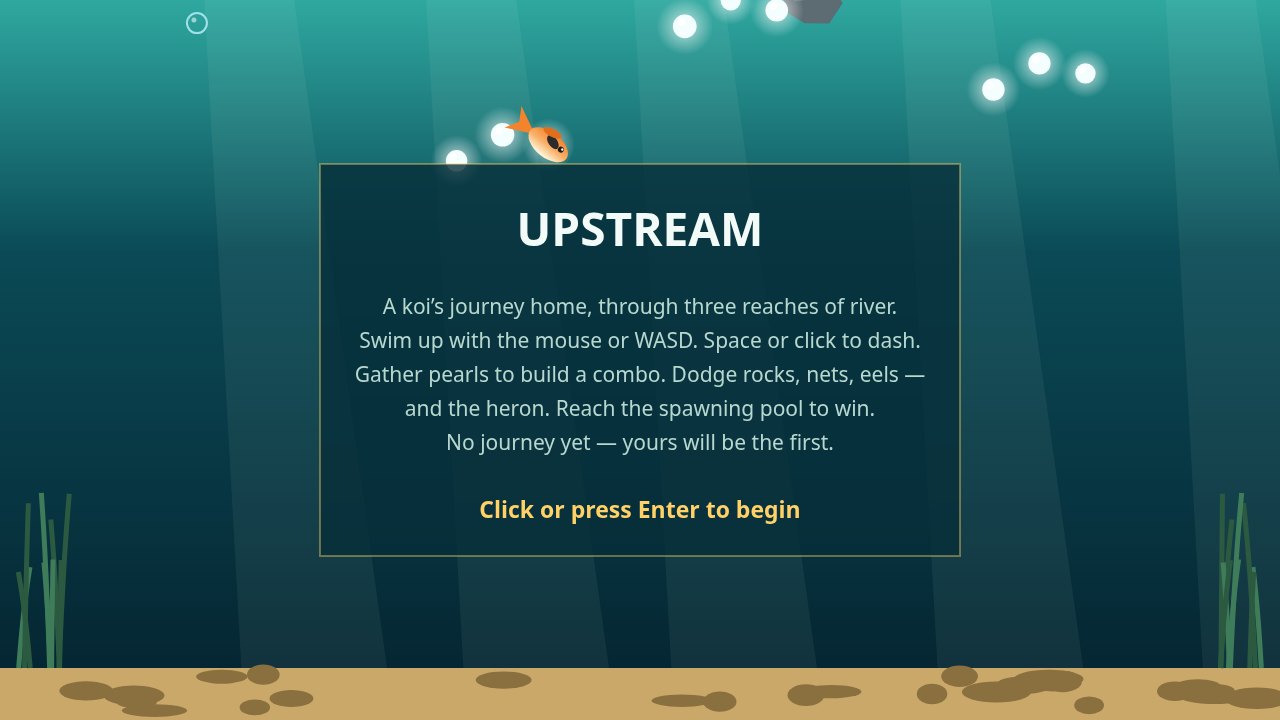 UPSTREAM
A koi’s journey home, through three reaches of river.
Swim up with the mouse or WASD. Space or click to dash.
Gather pearls to build a combo. Dodge rocks, nets, eels —
and the heron. Reach the spawning pool to win.
No journey yet — yours will be the first.
Click or press Enter to begin